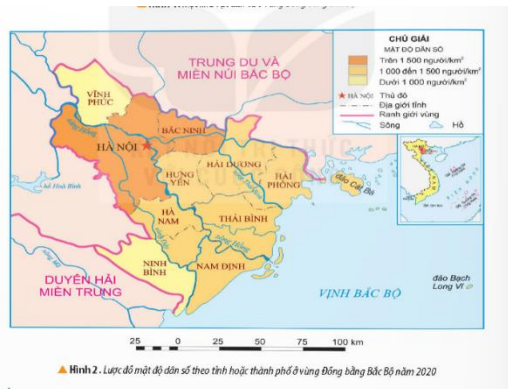 CHÚ GIẢI
MẬT ĐỘ DÂN SỐ
Trên 1 500 người/km²
1 000 đến 1 500 người/km²
Dưới 1 000 người/km²
HÀ NỘI Thủ đô
Địa giới tỉnh
Ranh giới vùng
Sông Hồ
TRUNG DU VÀ
MIỀN NÚI BẮC BỘ
VĨNH
PHÚC
BẮC NINH
HÀ NỘI
HẢI DƯƠNG
HƯNG
YÊN
HẢI
PHÒNG
đảo Cát Bà
hồ Hoà Bình
HÀ
NAM
THÁI BÌNH
sông Hồng
NINH
BÌNH
NAM ĐỊNH
DUYÊN HẢI
MIỀN TRUNG
VỊNH BẮC BỘ
đảo Bạch
Long Vĩ
25 0 25 50 75 100 km
Hình 2. Lược đồ mật độ dân số theo tỉnh hoặc thành phố ở vùng Đồng bằng Bắc Bộ năm 2020